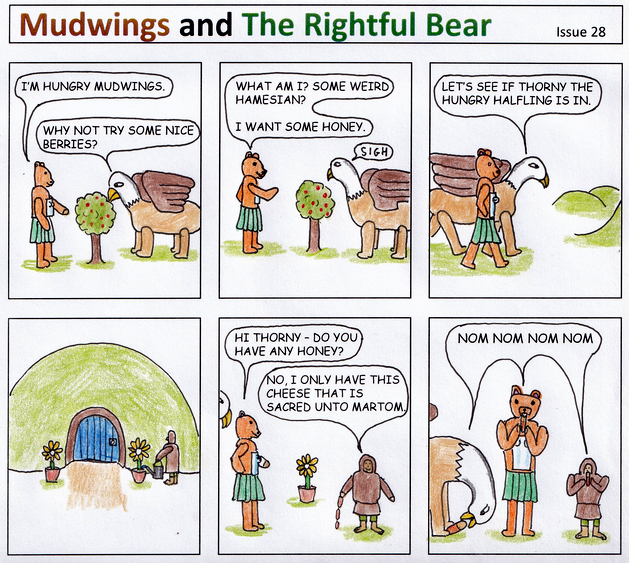 Mudwings and The Rightful Bear
Issue 28
I'M HUNGRY MUDWINGS.
WHY NOT TRY SOME NICE
BERRIES?
WHAT AM I? SOME WEIRD
HAMESIAN?
I WANT SOME HONEY.
SIGH
LET'S SEE IF THORNY THE
HUNGRY HALFLING IS IN.
HI THORNY - DO YOU
HAVE ANY HONEY?
NO, I ONLY HAVE THIS
CHEESE THAT IS
SACRED UNTO MARTOM.
NOM NOM NOM NOM